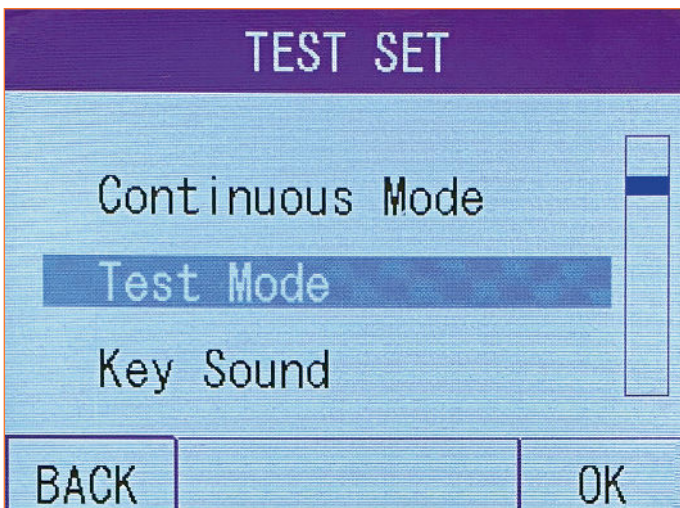 TEST SET
Continuous Mode
Test Mode
Key Sound
BACK OK